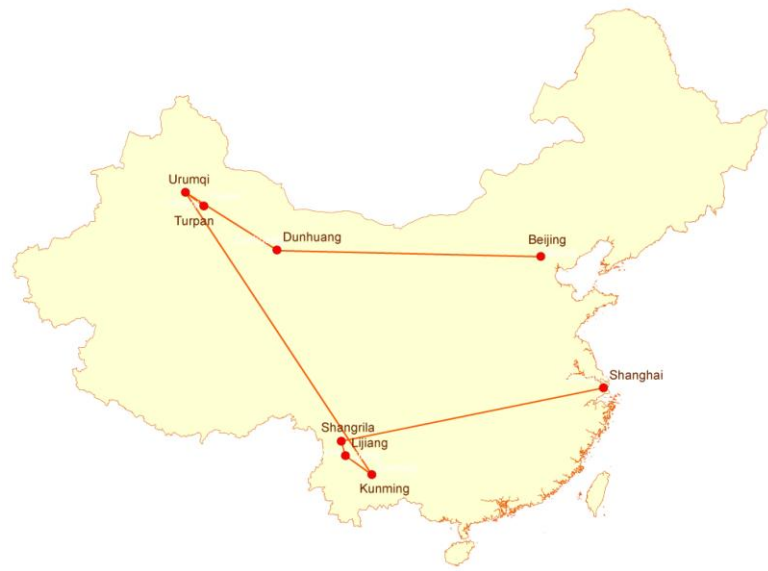 Urumqi
Turpan
Dunhuang
Beijing
Shanghai
Shangrila
Lijiang
Kunming